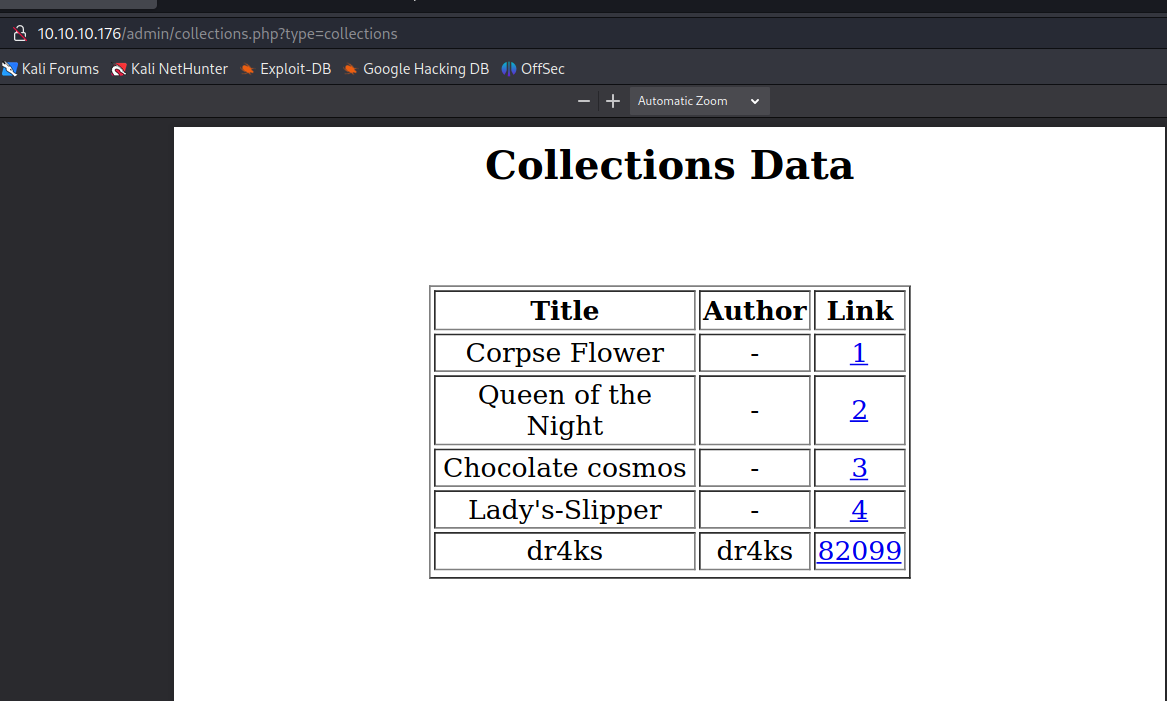 10.10.10.176/admin/collections.php?type=collections
Kali Forums Kali NetHunter Exploit-DB Google Hacking DB OffSec
Automatic Zoom
Collections Data
Title Author Link
Corpse Flower - 1
Queen of the
Night - 2
Chocolate cosmos - 3
Lady's-Slipper - 4
dr4ks dr4ks 82099